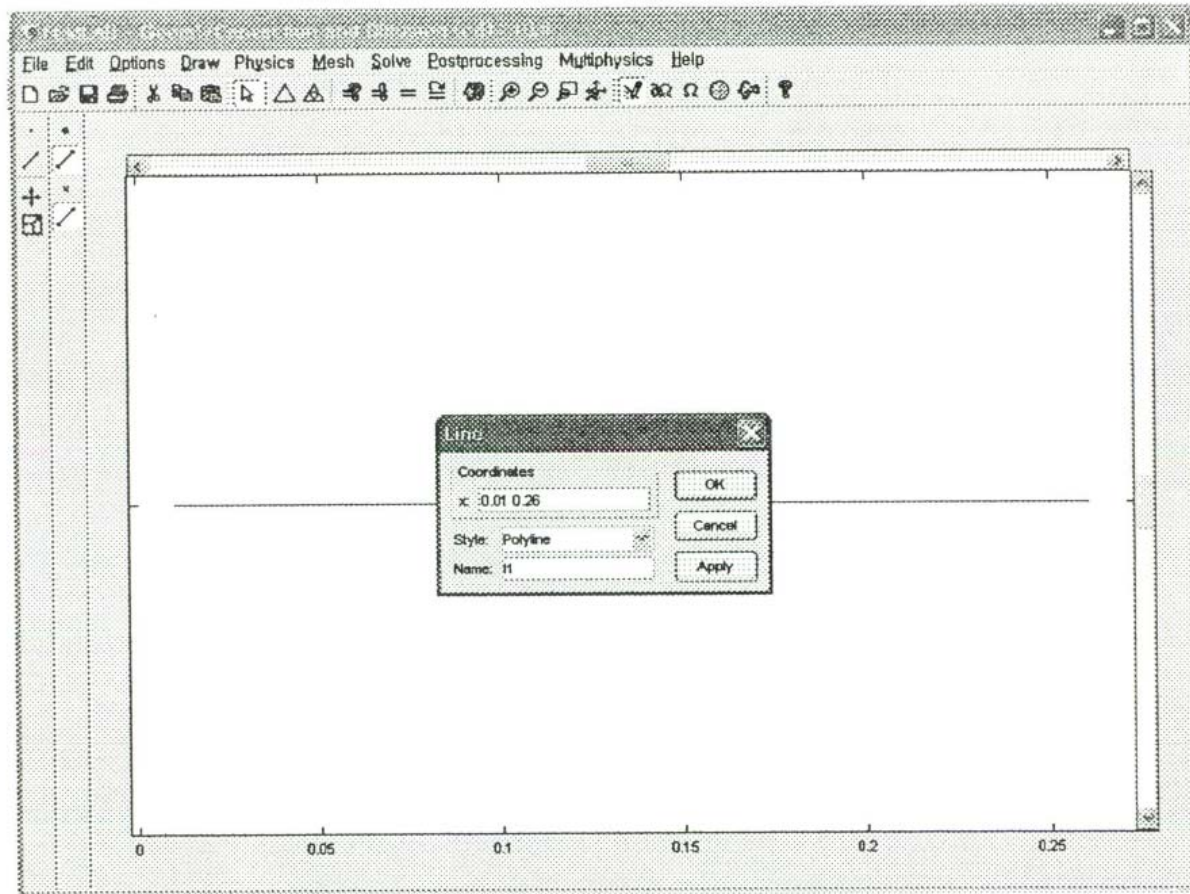 File Edit Options Draw Physics Mesh Solve Postprocessing Multiphysics Help
Line
Coordinates
x: 0.01 0.26
Style: Polyline
Name: I1
OK
Cancel
Apply
0 0.05 0.1 0.15 0.2 0.25